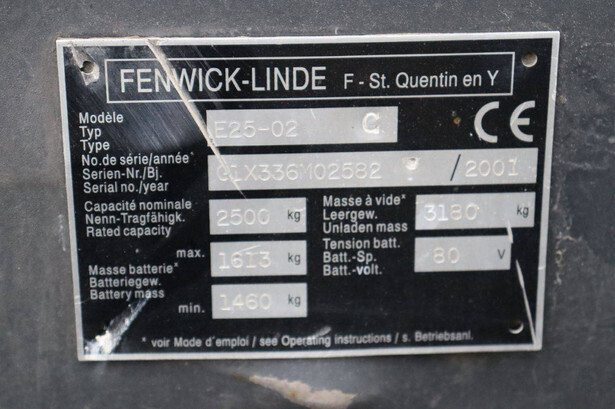 FENWICK-LINDE F - St. Quentin en Y
Modèle
Typ
Type
E25-02 C
CE
No.de série/année*
Serien-Nr./Bj.
Serial no./year
G1X336M02582 / 2001
Capacité nominale
Nenn-Tragfähigk.
Rated capacity
2500 kg
Masse à vide*
Leergew.
Unladen mass
3180 kg
Masse batterie*
Batteriegew.
Battery mass
max. 1613 kg
min. 1460 kg
Tension batt.
Batt.-Sp.
Batt.-volt.
80 V
* voir Mode d'emploi / see Operating instructions / s. Betriebsanl.